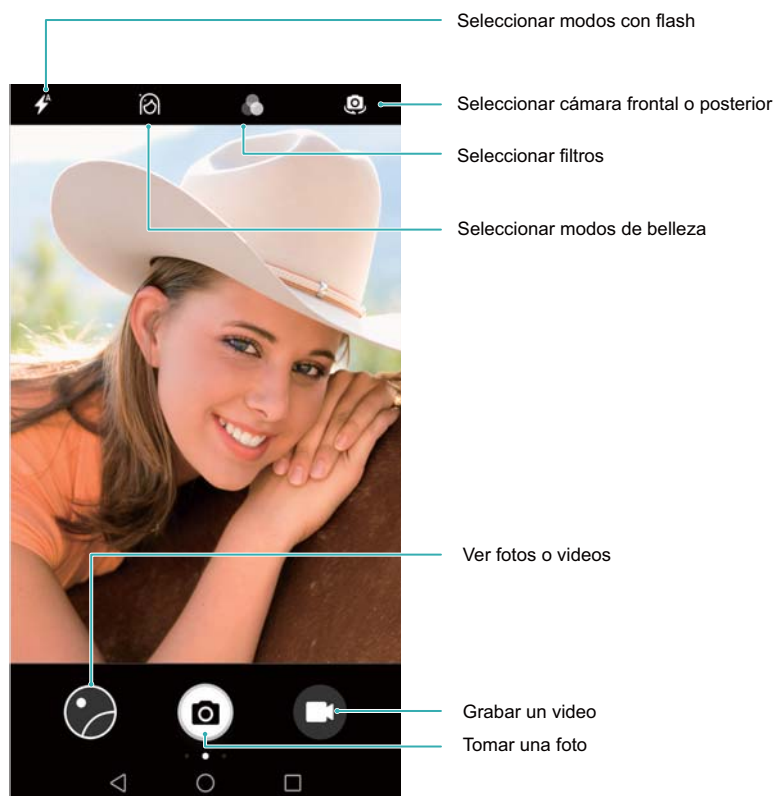 Seleccionar modos con flash
Seleccionar cámara frontal o posterior
Seleccionar filtros
Seleccionar modos de belleza
Ver fotos o videos
Grabar un video
Tomar una foto